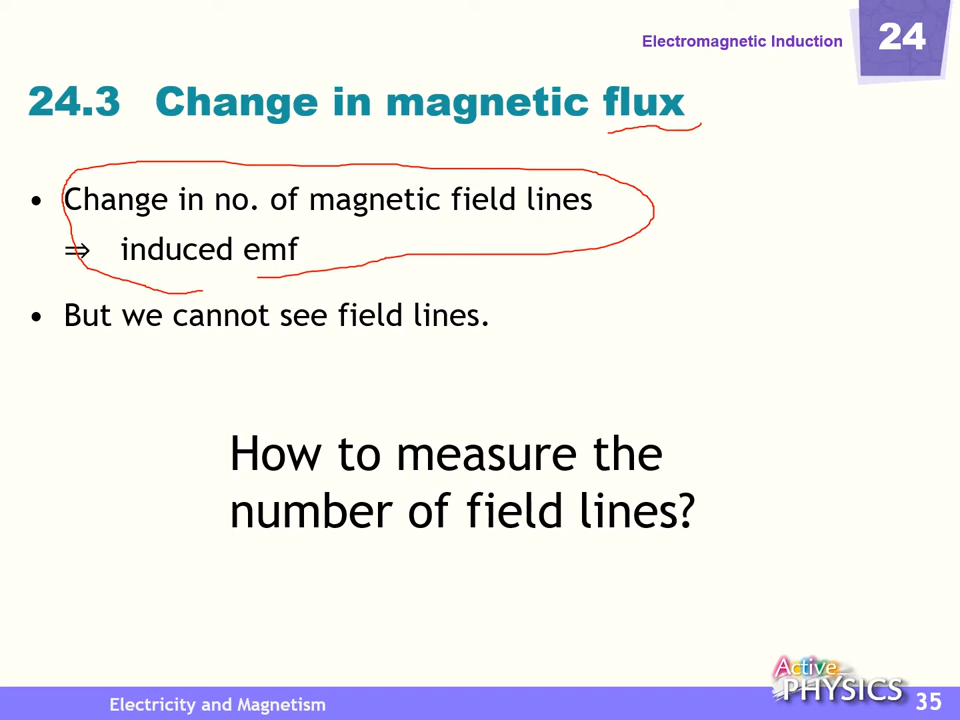 Electromagnetic Induction
24
24.3 Change in magnetic flux
• Change in no. of magnetic field lines
⇒ induced emf
• But we cannot see field lines.
How to measure the
number of field lines?
Active
PHYSICS
Electricity and Magnetism
35